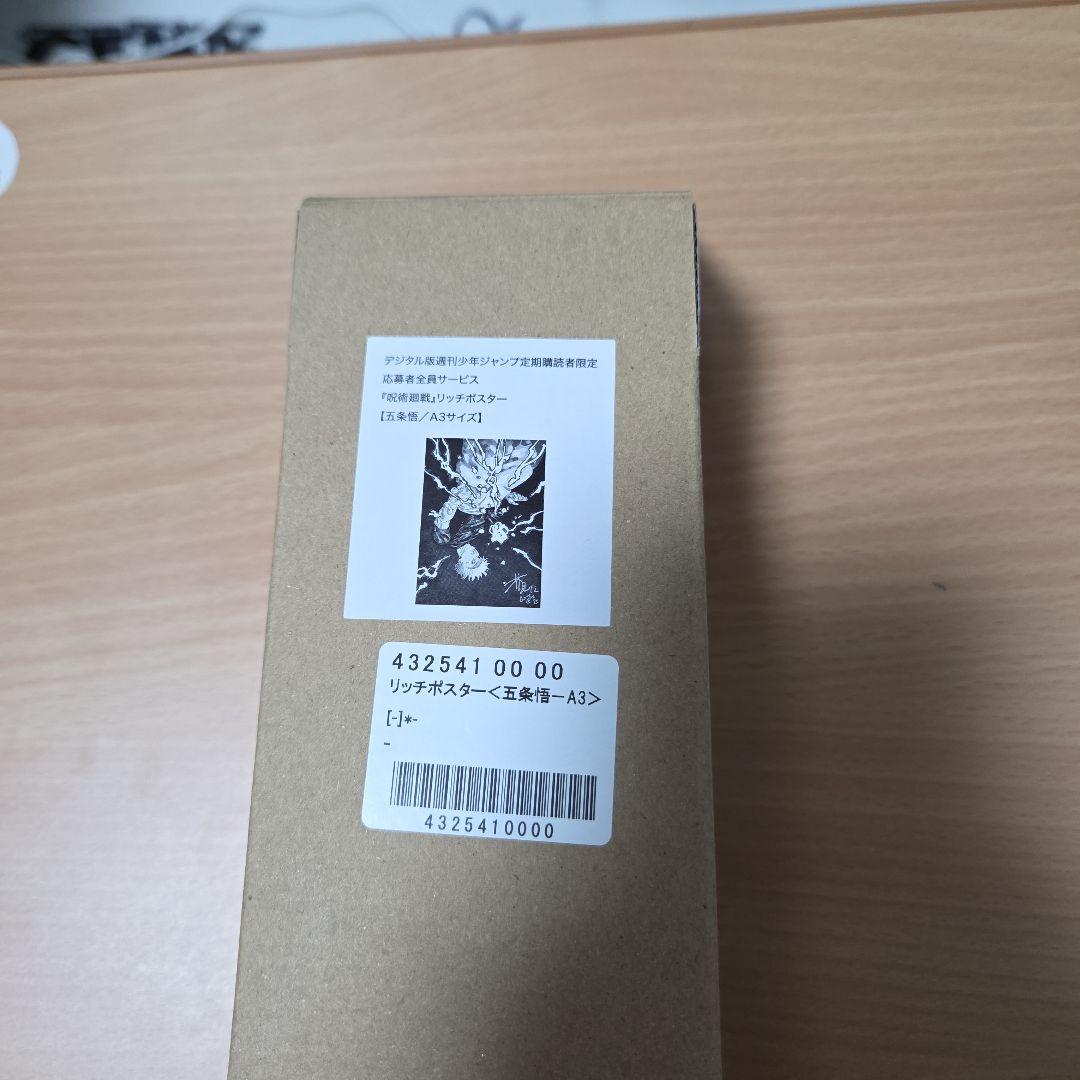 デジタル版週刊少年ジャンプ定期購読者限定
応募者全員サービス
『呪術廻戦』リッチポスター
【五条悟／A3サイズ】
432541 00 00
リッチポスター＜五条悟－A3＞
[-]*-
-
4325410000